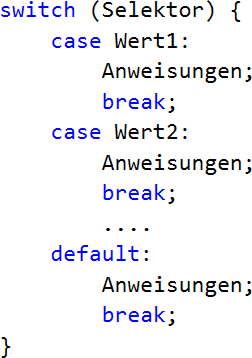 switch (Selektor) {
    case Wert1:
        Anweisungen;
        break;
    case Wert2:
        Anweisungen;
        break;
        ....
    default:
        Anweisungen;
        break;
}